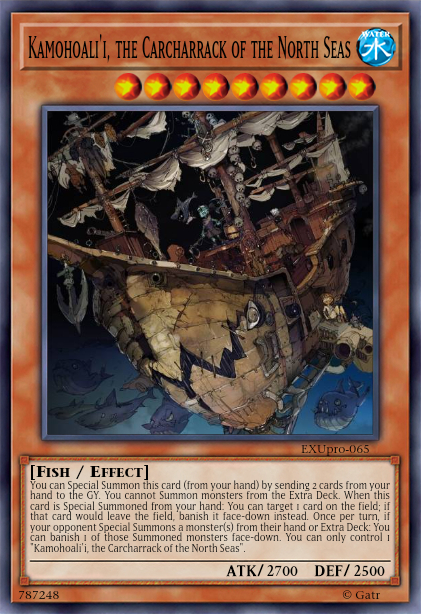 Kamohoali'i, the Carcharrack of the North Seas
WATER
水
EXUpro-065
[Fish / Effect]
You can Special Summon this card (from your hand) by sending 2 cards from your
hand to the GY. You cannot Summon monsters from the Extra Deck. When this
card is Special Summoned from your hand: You can target 1 card on the field; if
that card would leave the field, banish it face-down instead. Once per turn, if
your opponent Special Summons a monster(s) from their hand or Extra Deck: You
can banish 1 of those Summoned monsters face-down. You can only control 1
"Kamohoali'i, the Carcharrack of the North Seas".
ATK/ 2700 DEF/ 2500
787248 © Gatr